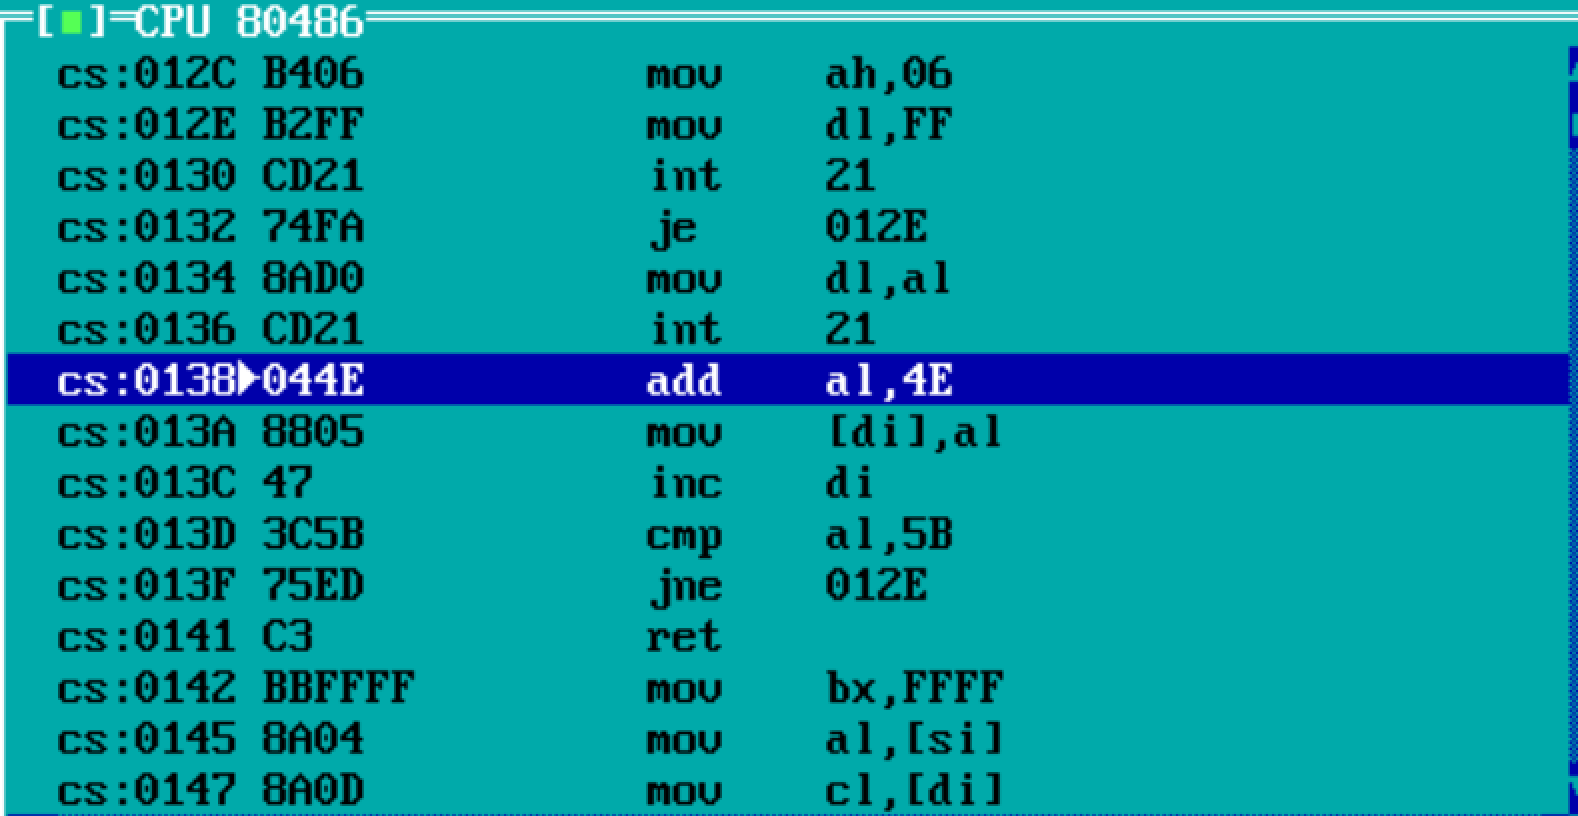 [■]=CPU 80486
cs:012C B406 mov ah,06
cs:012E B2FF mov dl,FF
cs:0130 CD21 int 21
cs:0132 74FA je 012E
cs:0134 8AD0 mov dl,al
cs:0136 CD21 int 21
cs:0138►044E add al,4E
cs:013A 8805 mov [di],al
cs:013C 47 inc di
cs:013D 3C5B cmp al,5B
cs:013F 75ED jne 012E
cs:0141 C3 ret
cs:0142 BBFFFF mov bx,FFFF
cs:0145 8A04 mov al,[si]
cs:0147 8A0D mov cl,[di]